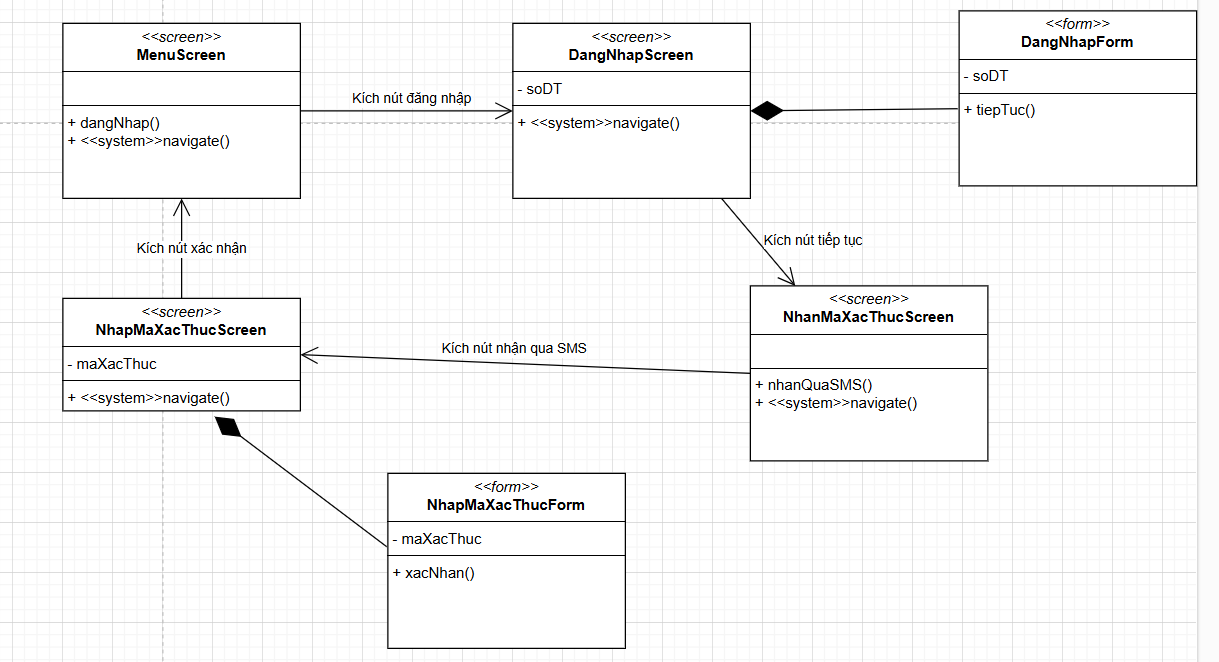 <<screen>>
MenuScreen
+ dangNhap()
+ <<system>>navigate()
Kích nút đăng nhập
<<screen>>
DangNhapScreen
- soDT
+ <<system>>navigate()
<<form>>
DangNhapForm
- soDT
+ tiepTuc()
Kích nút xác nhận
Kích nút tiếp tục
<<screen>>
NhapMaXacThucScreen
- maXacThuc
+ <<system>>navigate()
Kích nút nhận qua SMS
<<screen>>
NhanMaXacThucScreen
+ nhanQuaSMS()
+ <<system>>navigate()
<<form>>
NhapMaXacThucForm
- maXacThuc
+ xacNhan()